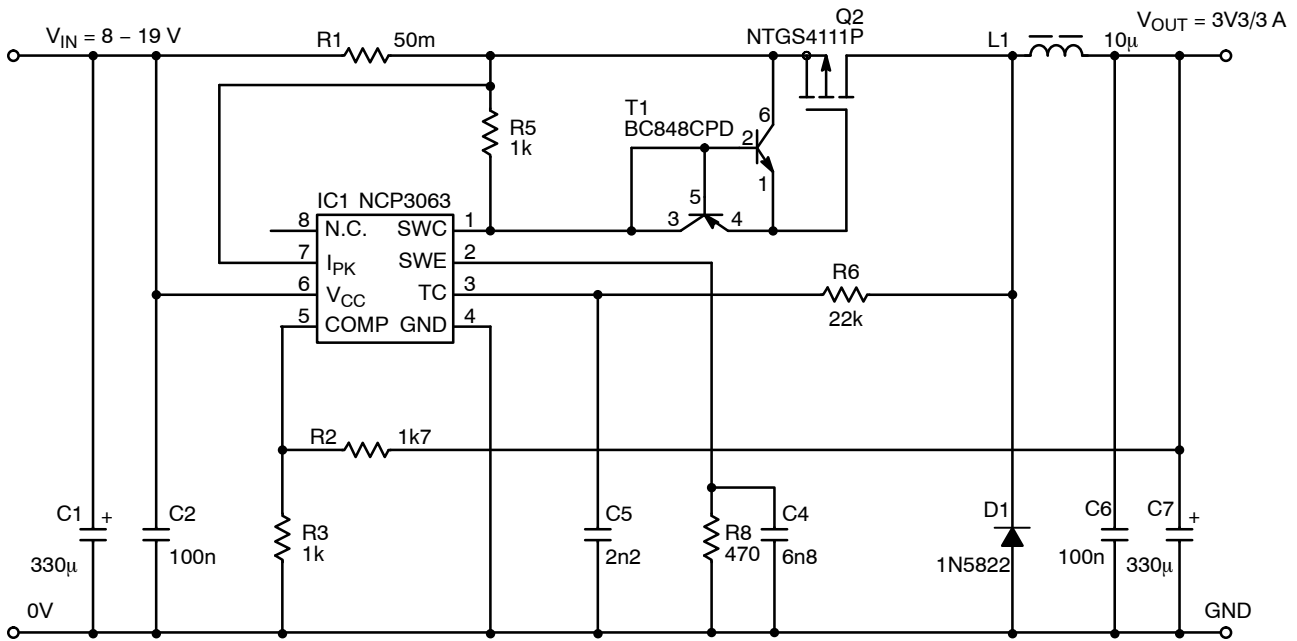 V_IN = 8 – 19 V
R1
50m
Q2
NTGS4111P
L1
10μ
V_OUT = 3V3/3 A
R5
1k
T1
BC848CPD
6
2
1
5
3
4
IC1 NCP3063
8
N.C.
SWC
1
7
I_PK
SWE
2
6
V_CC
TC
3
5
COMP
GND
4
R6
22k
R2
1k7
C1
+
330μ
C2
100n
R3
1k
C5
2n2
R8
470
C4
6n8
D1
1N5822
C6
100n
C7
+
330μ
0V
GND